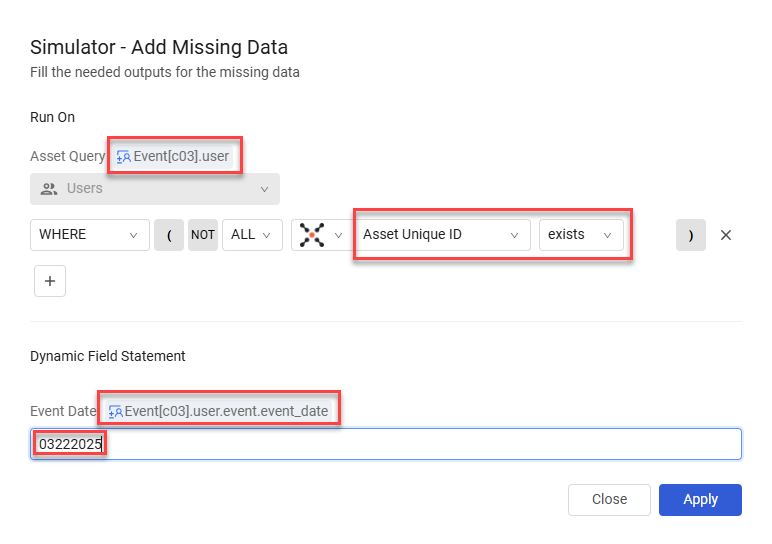 Simulator - Add Missing Data
Fill the needed outputs for the missing data
Run On
Asset Query Event[c03].user
Users
WHERE ( NOT ALL Asset Unique ID exists )
+
Dynamic Field Statement
Event Date Event[c03].user.event.event_date
03222025
Close Apply